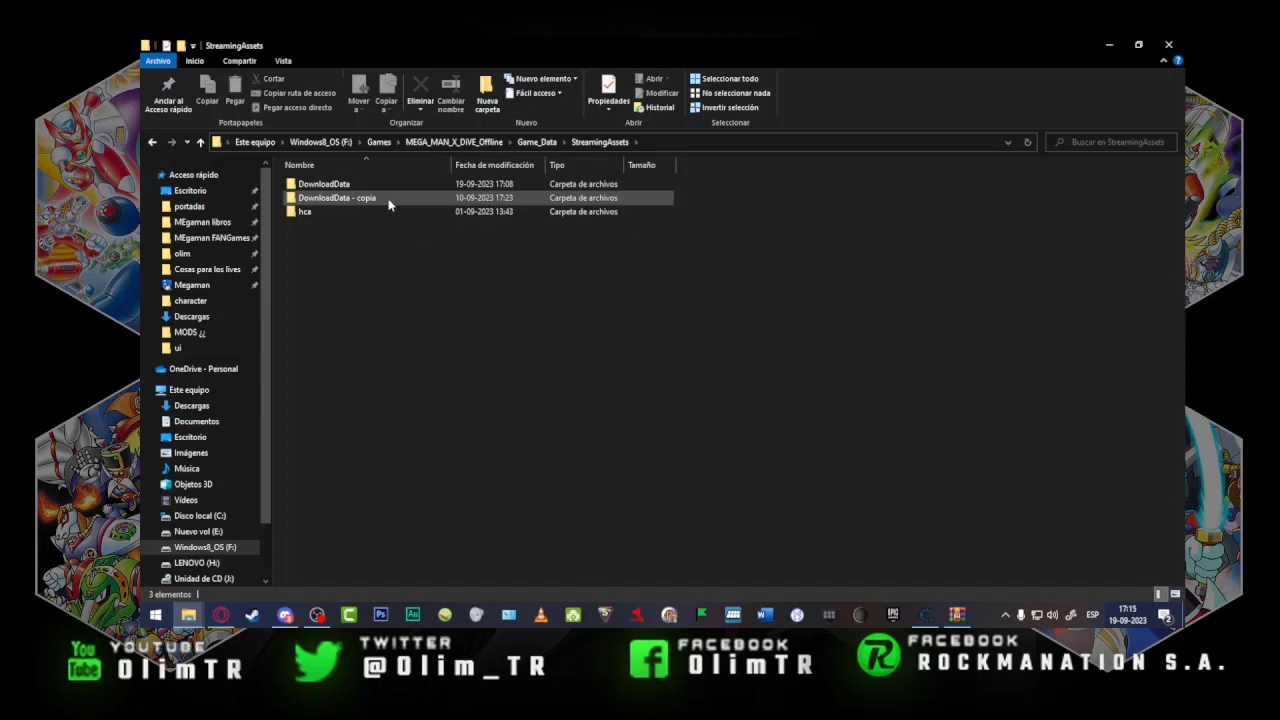 StreamingAssets
Archivo Inicio Compartir Vista
Anclar al Acceso rápido
Copiar
Pegar
Cortar
Copiar ruta de acceso
Pegar acceso directo
Portapapeles
Mover a
Copiar a
Eliminar
Cambiar nombre
Organizar
Nueva carpeta
Nuevo elemento
Fácil acceso
Nuevo
Propiedades
Abrir
Modificar
Historial
Abrir
Seleccionar todo
No seleccionar nada
Invertir selección
Seleccionar
Este equipo > Windows8_OS (F:) > Games > MEGA_MAN_X_DIVE_Offline > Game_Data > StreamingAssets >
Buscar en StreamingAssets
Nombre Fecha de modificación Tipo Tamaño
DownloadData 19-09-2023 17:08 Carpeta de archivos
DownloadData - copia 10-09-2023 17:23 Carpeta de archivos
hca 01-09-2023 13:43 Carpeta de archivos
Acceso rápido
Escritorio
portadas
MEgaman libros
MEgaman FANGames
olim
Cosas para los lives
Megaman
character
Descargas
MODS ¿¿
ui
OneDrive - Personal
Este equipo
Descargas
Documentos
Escritorio
Imágenes
Música
Objetos 3D
Vídeos
Disco local (C:)
Nuevo vol (E:)
Windows8_OS (F:)
LENOVO (H:)
Unidad de CD (J:)
3 elementos
ESP
17:15
19-09-2023
YOUTUBE
OlimTR
TWITTER
@Olim_TR
FACEBOOK
OlimTR
FACEBOOK
ROCKMANATION S.A.